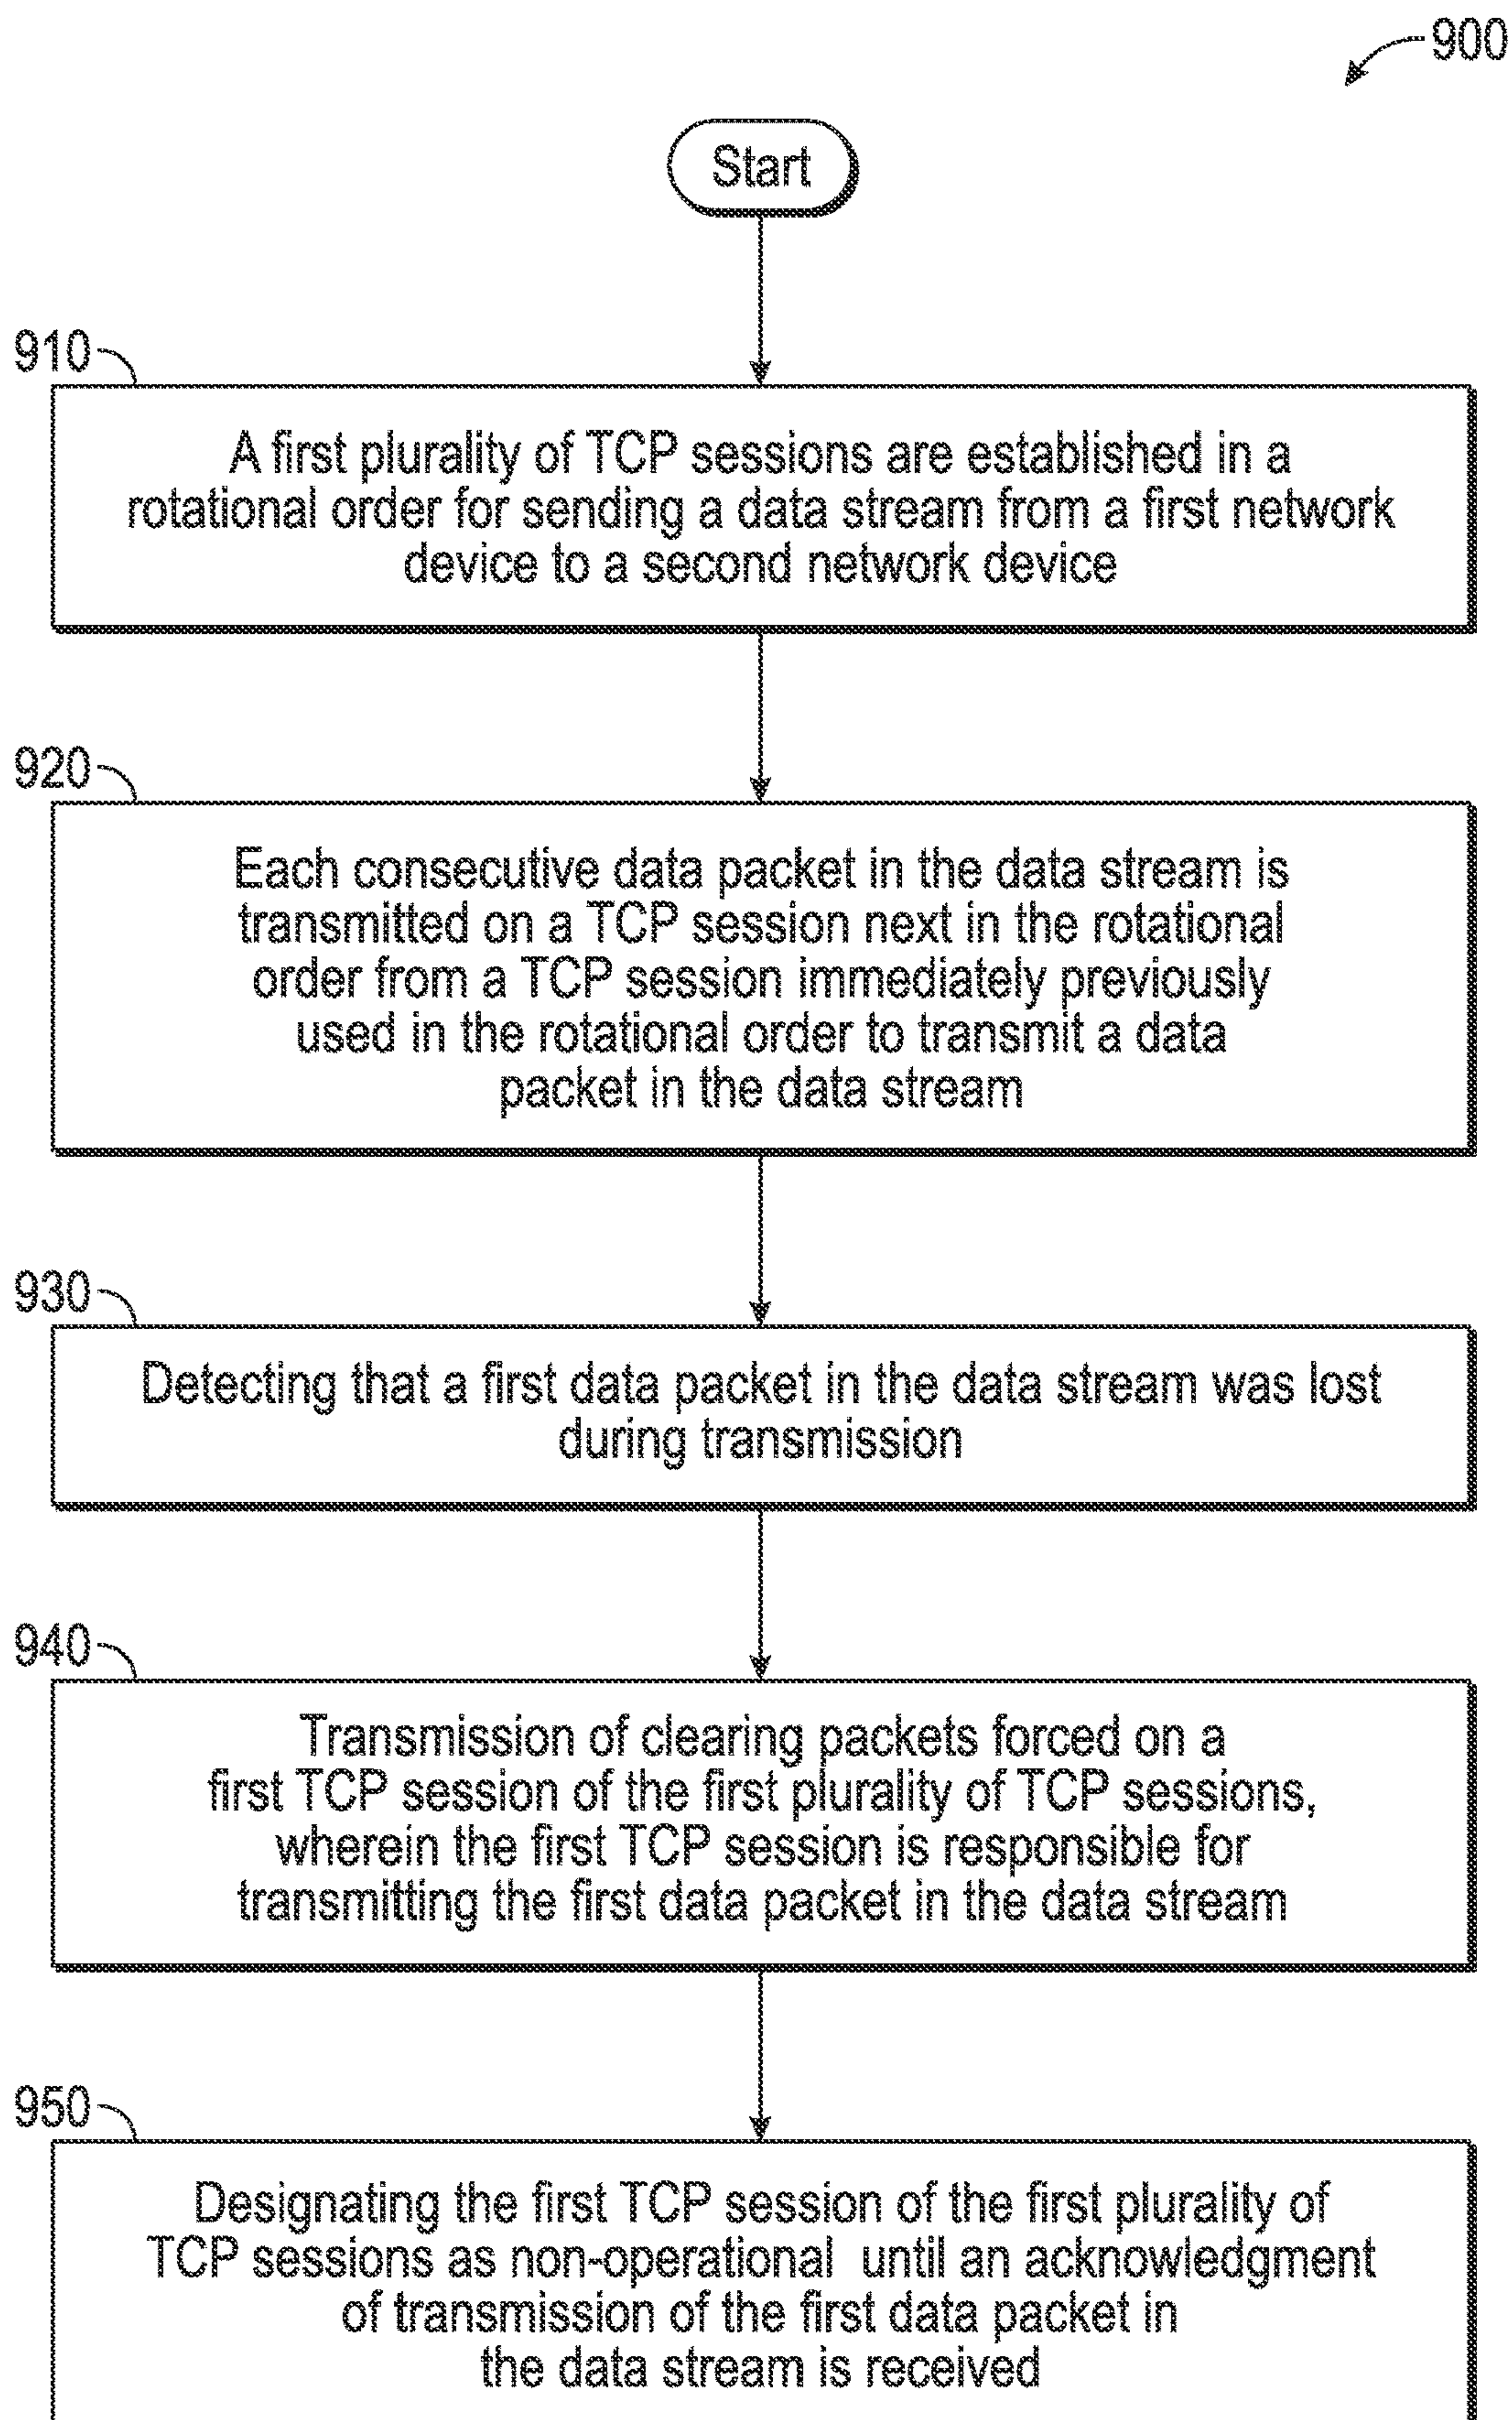 900
Start
910
A first plurality of TCP sessions are established in a
rotational order for sending a data stream from a first network
device to a second network device
920
Each consecutive data packet in the data stream is
transmitted on a TCP session next in the rotational
order from a TCP session immediately previously
used in the rotational order to transmit a data
packet in the data stream
930
Detecting that a first data packet in the data stream was lost
during transmission
940
Transmission of clearing packets forced on a
first TCP session of the first plurality of TCP sessions,
wherein the first TCP session is responsible for
transmitting the first data packet in the data stream
950
Designating the first TCP session of the first plurality of
TCP sessions as non-operational until an acknowledgment
of transmission of the first data packet in
the data stream is received